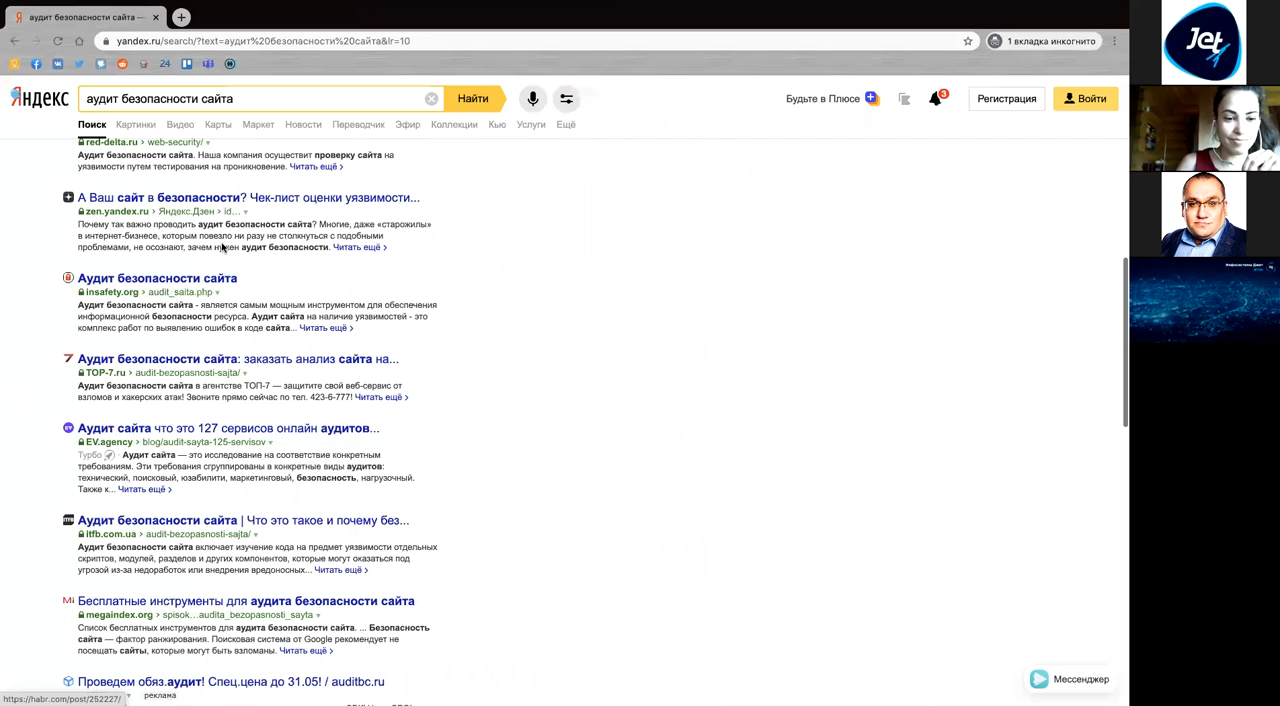 аудит безопасности сайта —
yandex.ru/search/?text=аудит%20безопасности%20сайта&lr=10
1 вкладка инкогнито
24
Яндекс
аудит безопасности сайта
Найти
Будьте в Плюсе
3
Регистрация
Войти
Поиск Картинки Видео Карты Маркет Новости Переводчик Эфир Коллекции Кью Услуги Ещё
red-delta.ru › web-security/
Аудит безопасности сайта. Наша компания осуществит проверку сайта на
уязвимости путем тестирования на проникновение. Читать ещё ›
А Ваш сайт в безопасности? Чек-лист оценки уязвимости...
zen.yandex.ru › Яндекс.Дзен › id...
Почему так важно проводить аудит безопасности сайта? Многие, даже «старожилы»
в интернет-бизнесе, которым повезло ни разу не столкнуться с подобными
проблемами, не осознают, зачем нужен аудит безопасности. Читать ещё ›
Аудит безопасности сайта
insafety.org › audit_saita.php
Аудит безопасности сайта - является самым мощным инструментом для обеспечения
информационной безопасности ресурса. Аудит сайта на наличие уязвимостей - это
комплекс работ по выявлению ошибок в коде сайта... Читать ещё ›
Аудит безопасности сайта: заказать анализ сайта на...
TOP-7.ru › audit-bezopasnosti-sajta/
Аудит безопасности сайта в агентстве ТОП-7 — защитите свой веб-сервис от
взломов и хакерских атак! Звоните прямо сейчас по тел. 423-6-777! Читать ещё ›
Аудит сайта что это 127 сервисов онлайн аудитов...
EV.agency › blog/audit-sayta-125-servisov
Турбо · Аудит сайта — это исследование на соответствие конкретным
требованиям. Эти требования сгруппированы в конкретные виды аудитов:
технический, поисковый, юзабилити, маркетинговый, безопасность, нагрузочный.
Также к... Читать ещё ›
Аудит безопасности сайта | Что это такое и почему без...
itfb.com.ua › audit-bezopasnosti-sajta/
Аудит безопасности сайта включает изучение кода на предмет уязвимости отдельных
скриптов, модулей, разделов и других компонентов, которые могут оказаться под
угрозой из-за недоработок или внедрения вредоносных... Читать ещё ›
Бесплатные инструменты для аудита безопасности сайта
megaindex.org › spisok...audita_bezopasnosti_sayta
Список бесплатных инструментов для аудита безопасности сайта. ... Безопасность
сайта — фактор ранжирования. Поисковая система от Google рекомендует не
посещать сайты, которые могут быть взломаны. Читать ещё ›
Проведем обяз.аудит! Спец.цена до 31.05! / auditbc.ru
реклама
https://habr.com/post/252227/
Мессенджер
Jet
Инфосистемы Джет